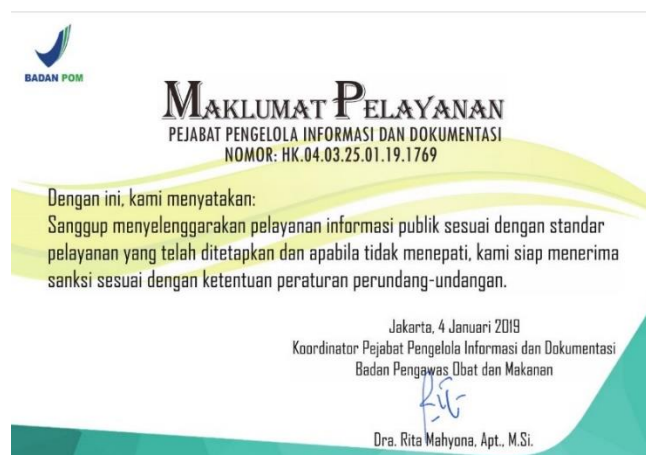 BADAN POM
MAKLUMAT PELAYANAN
PEJABAT PENGELOLA INFORMASI DAN DOKUMENTASI
NOMOR: HK.04.03.25.01.19.1769
Dengan ini, kami menyatakan:
Sanggup menyelenggarakan pelayanan informasi publik sesuai dengan standar
pelayanan yang telah ditetapkan dan apabila tidak menepati, kami siap menerima
sanksi sesuai dengan ketentuan peraturan perundang-undangan.
Jakarta, 4 Januari 2019
Koordinator Pejabat Pengelola Informasi dan Dokumentasi
Badan Pengawas Obat dan Makanan
Dra. Rita Mahyona, Apt., M.Si.